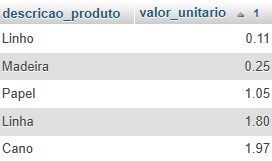 descricao_produto valor_unitario 1
Linho 0.11
Madeira 0.25
Papel 1.05
Linha 1.80
Cano 1.97